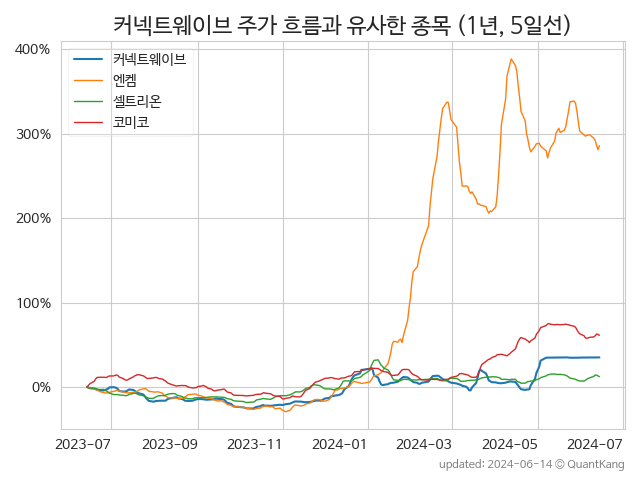 커넥트웨이브 주가 흐름과 유사한 종목 (1년, 5일선)
400%
300%
200%
100%
0%
커넥트웨이브
엔켐
셀트리온
코미코
2023-07
2023-09
2023-11
2024-01
2024-03
2024-05
2024-07
updated: 2024-06-14 © QuantKang